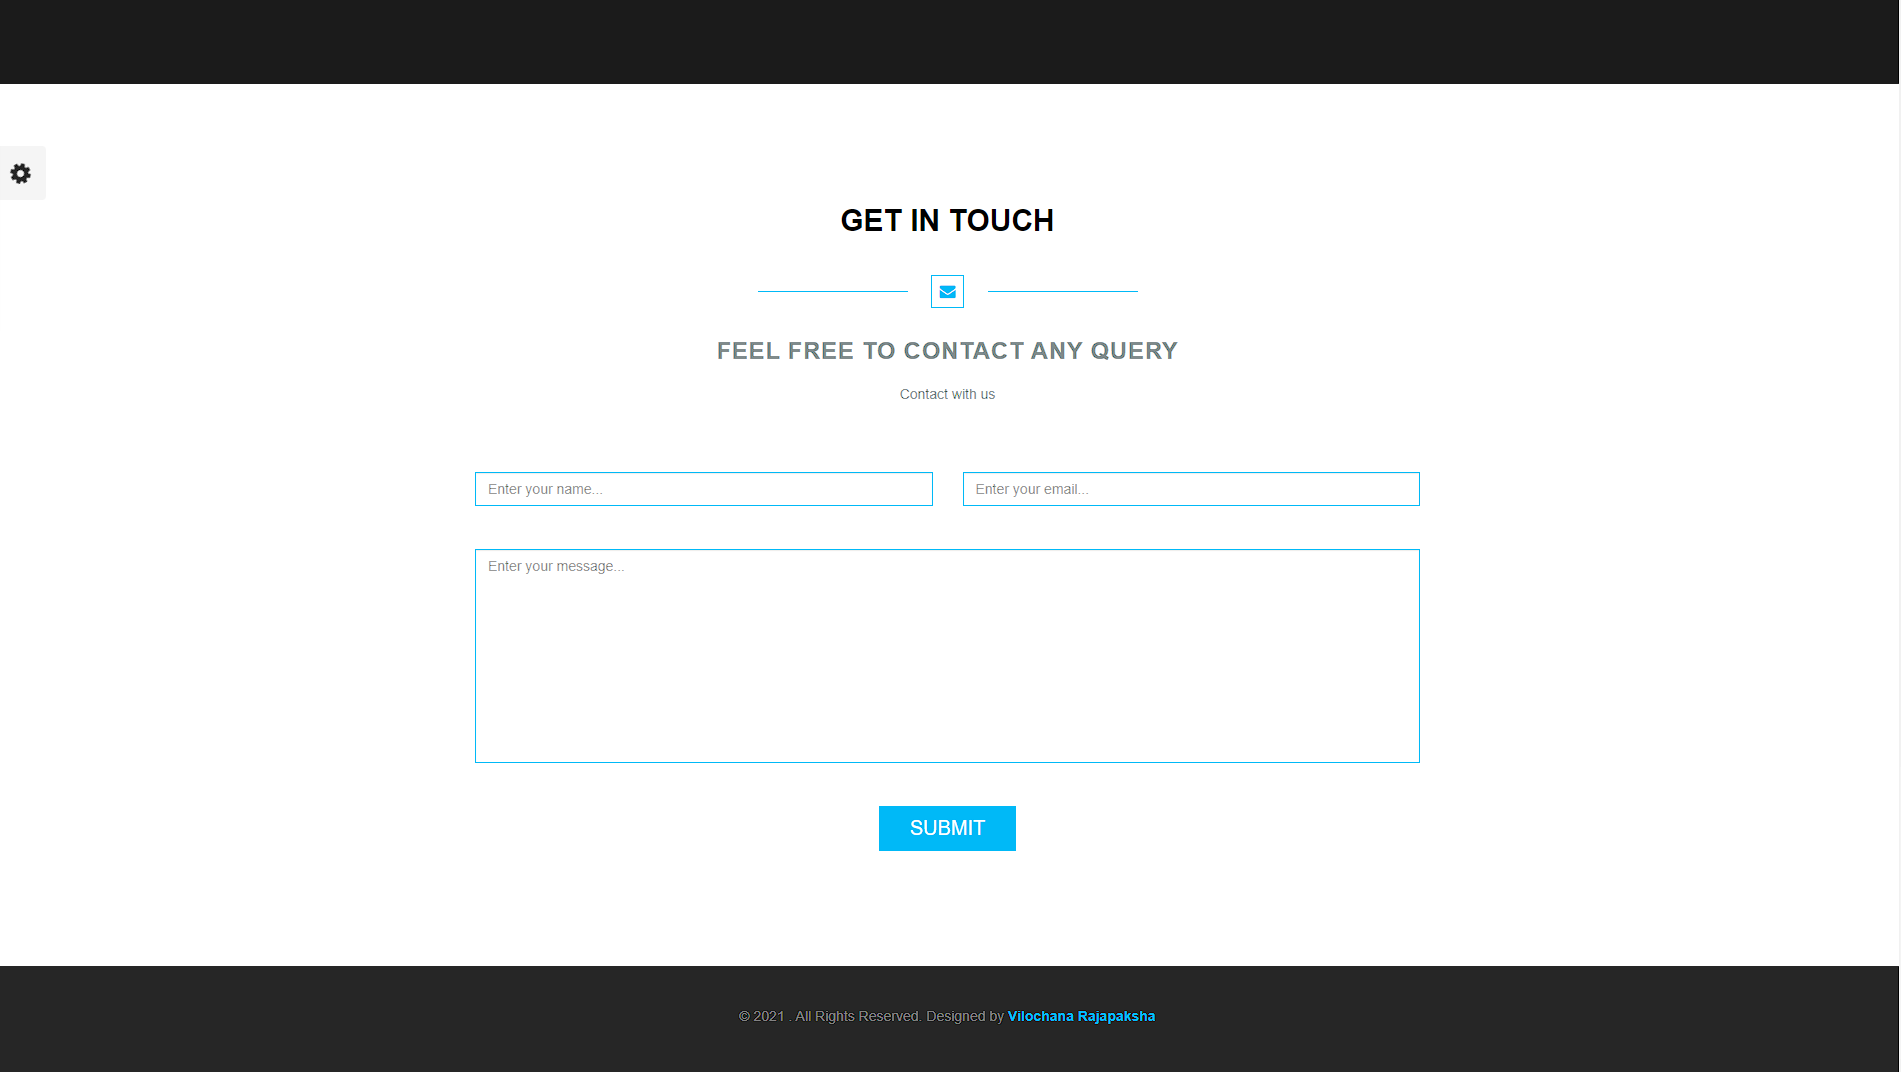 GET IN TOUCH
FEEL FREE TO CONTACT ANY QUERY
Contact with us
Enter your name...
Enter your email...
Enter your message...
SUBMIT
© 2021 . All Rights Reserved. Designed by Vilochana Rajapaksha